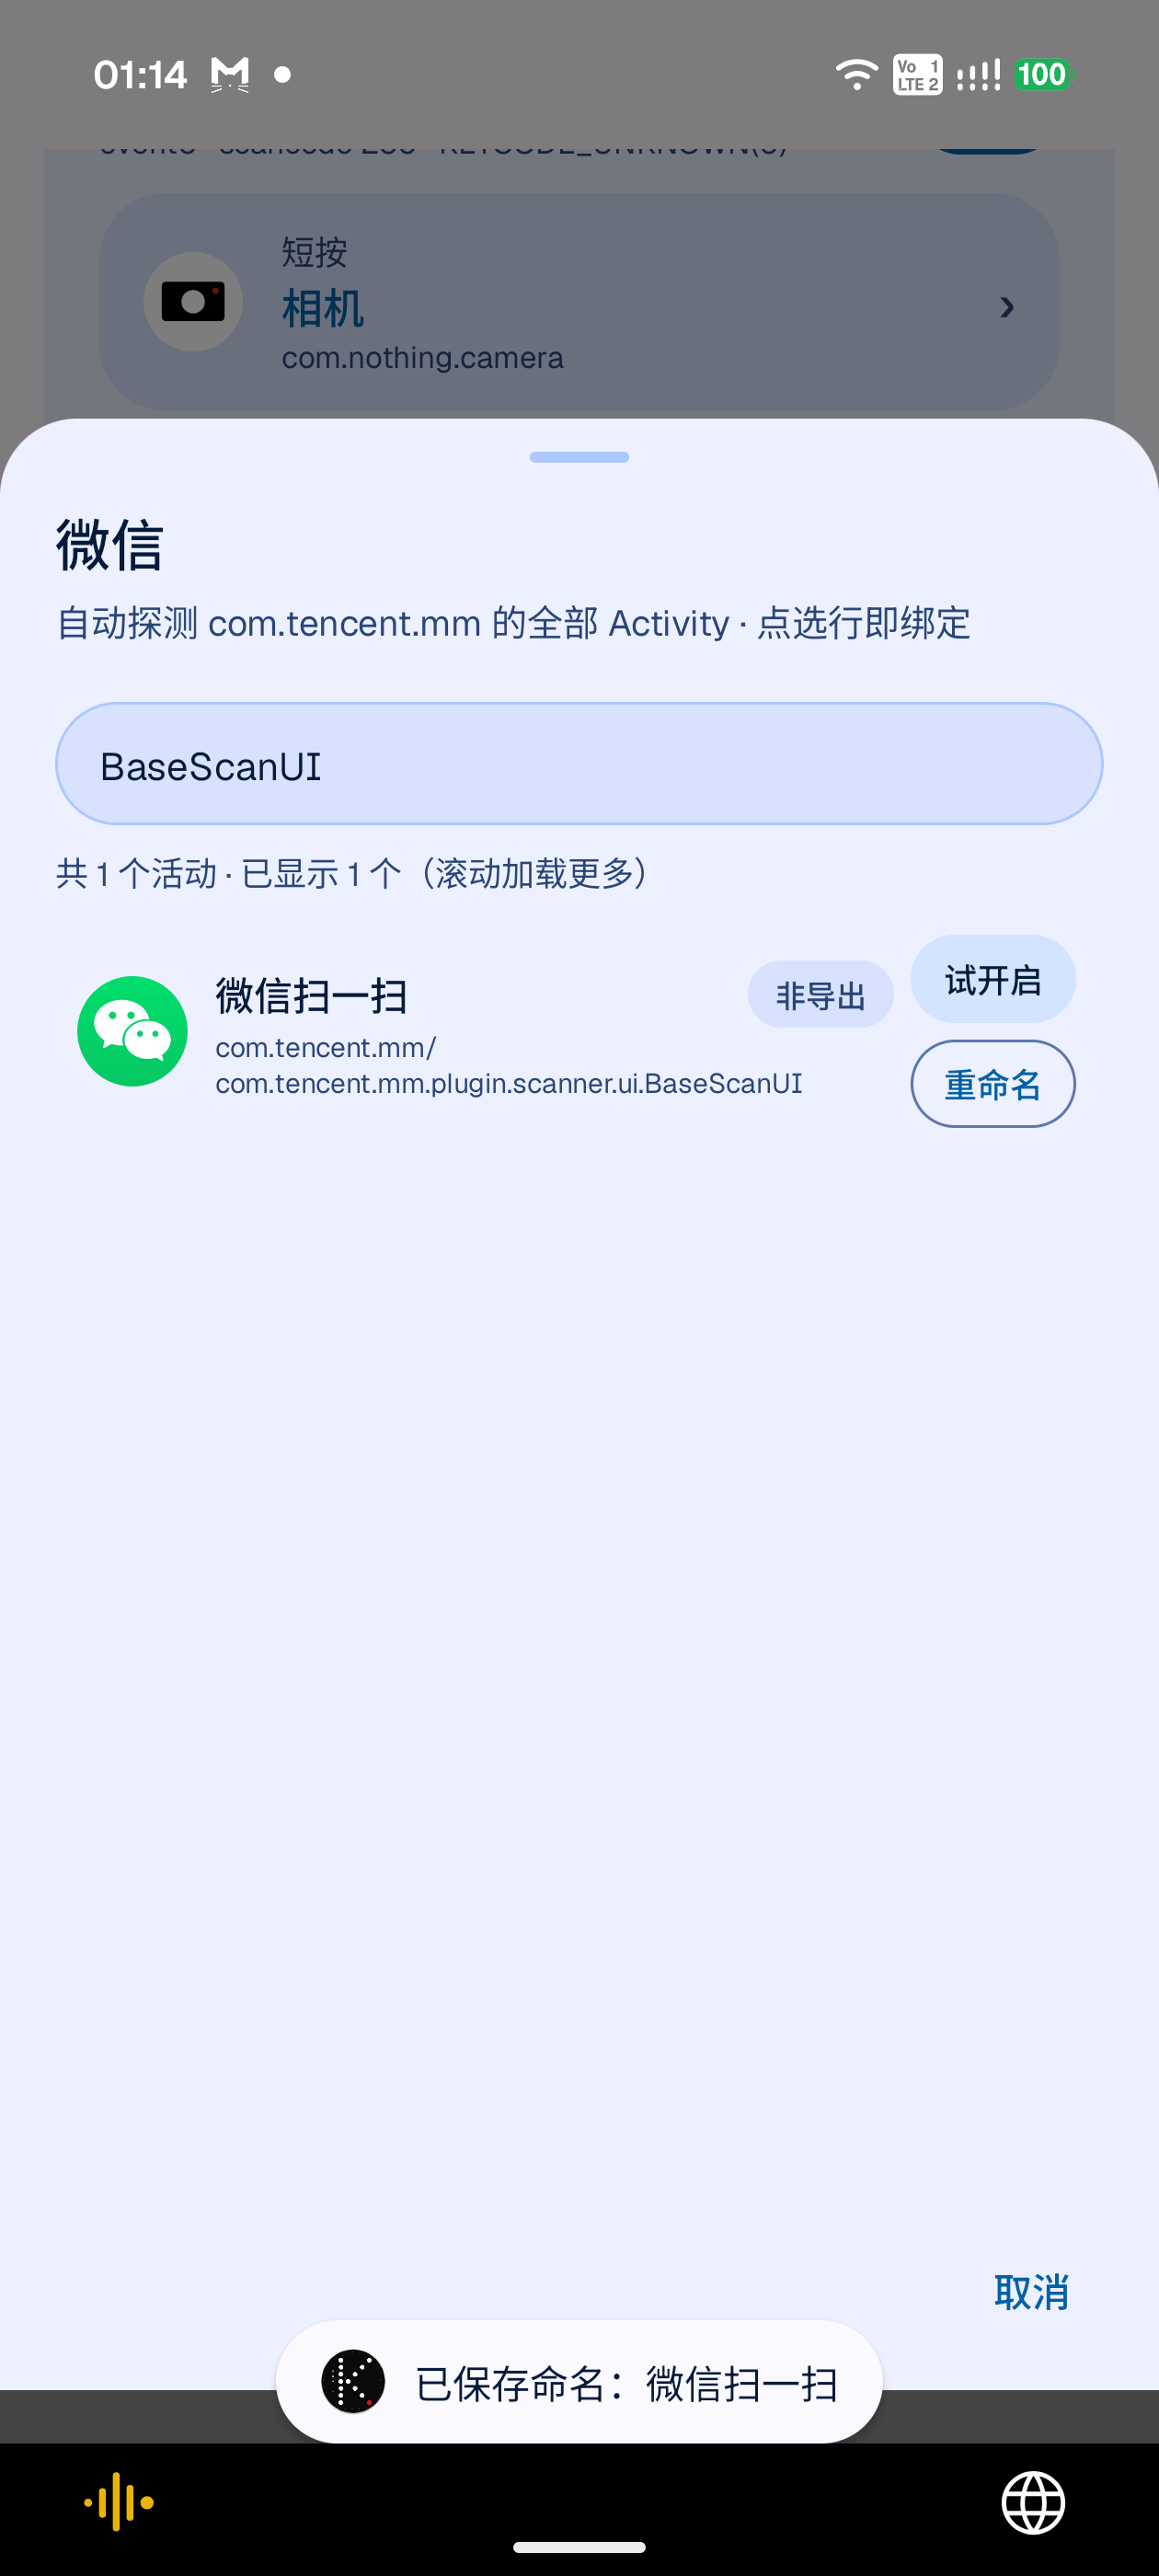 01:14
Vo 1
LTE 2
100
短按
相机
com.nothing.camera
›
微信
自动探测 com.tencent.mm 的全部 Activity · 点选行即绑定
BaseScanUI
共 1 个活动 · 已显示 1 个（滚动加载更多）
微信扫一扫
非导出
试开启
com.tencent.mm/
com.tencent.mm.plugin.scanner.ui.BaseScanUI
重命名
取消
已保存命名：微信扫一扫